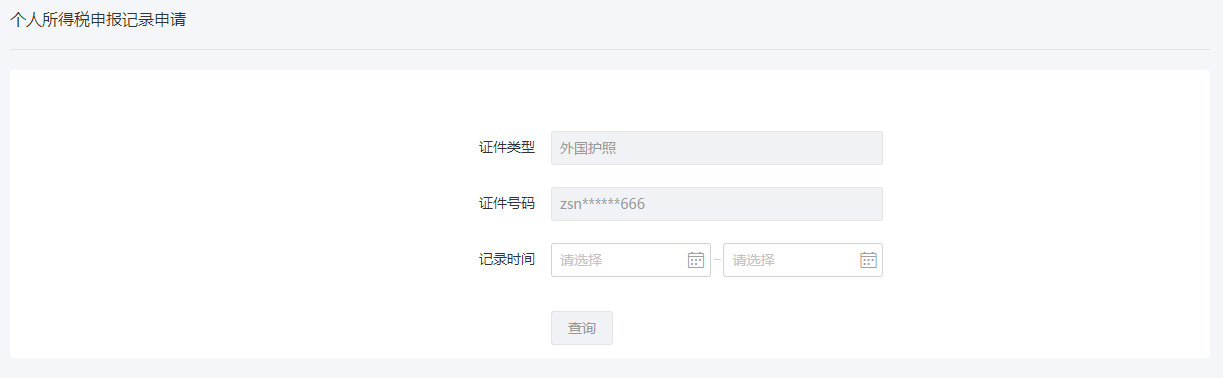 个人所得税申报记录申请
证件类型 外国护照
证件号码 zsn******666
记录时间 请选择 – 请选择
查询